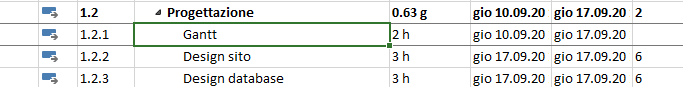 1.2 Progettazione 0.63 g gio 10.09.20 gio 17.09.20 2
1.2.1 Gantt 2 h gio 10.09.20 gio 10.09.20
1.2.2 Design sito 3 h gio 17.09.20 gio 17.09.20 6
1.2.3 Design database 3 h gio 17.09.20 gio 17.09.20 6